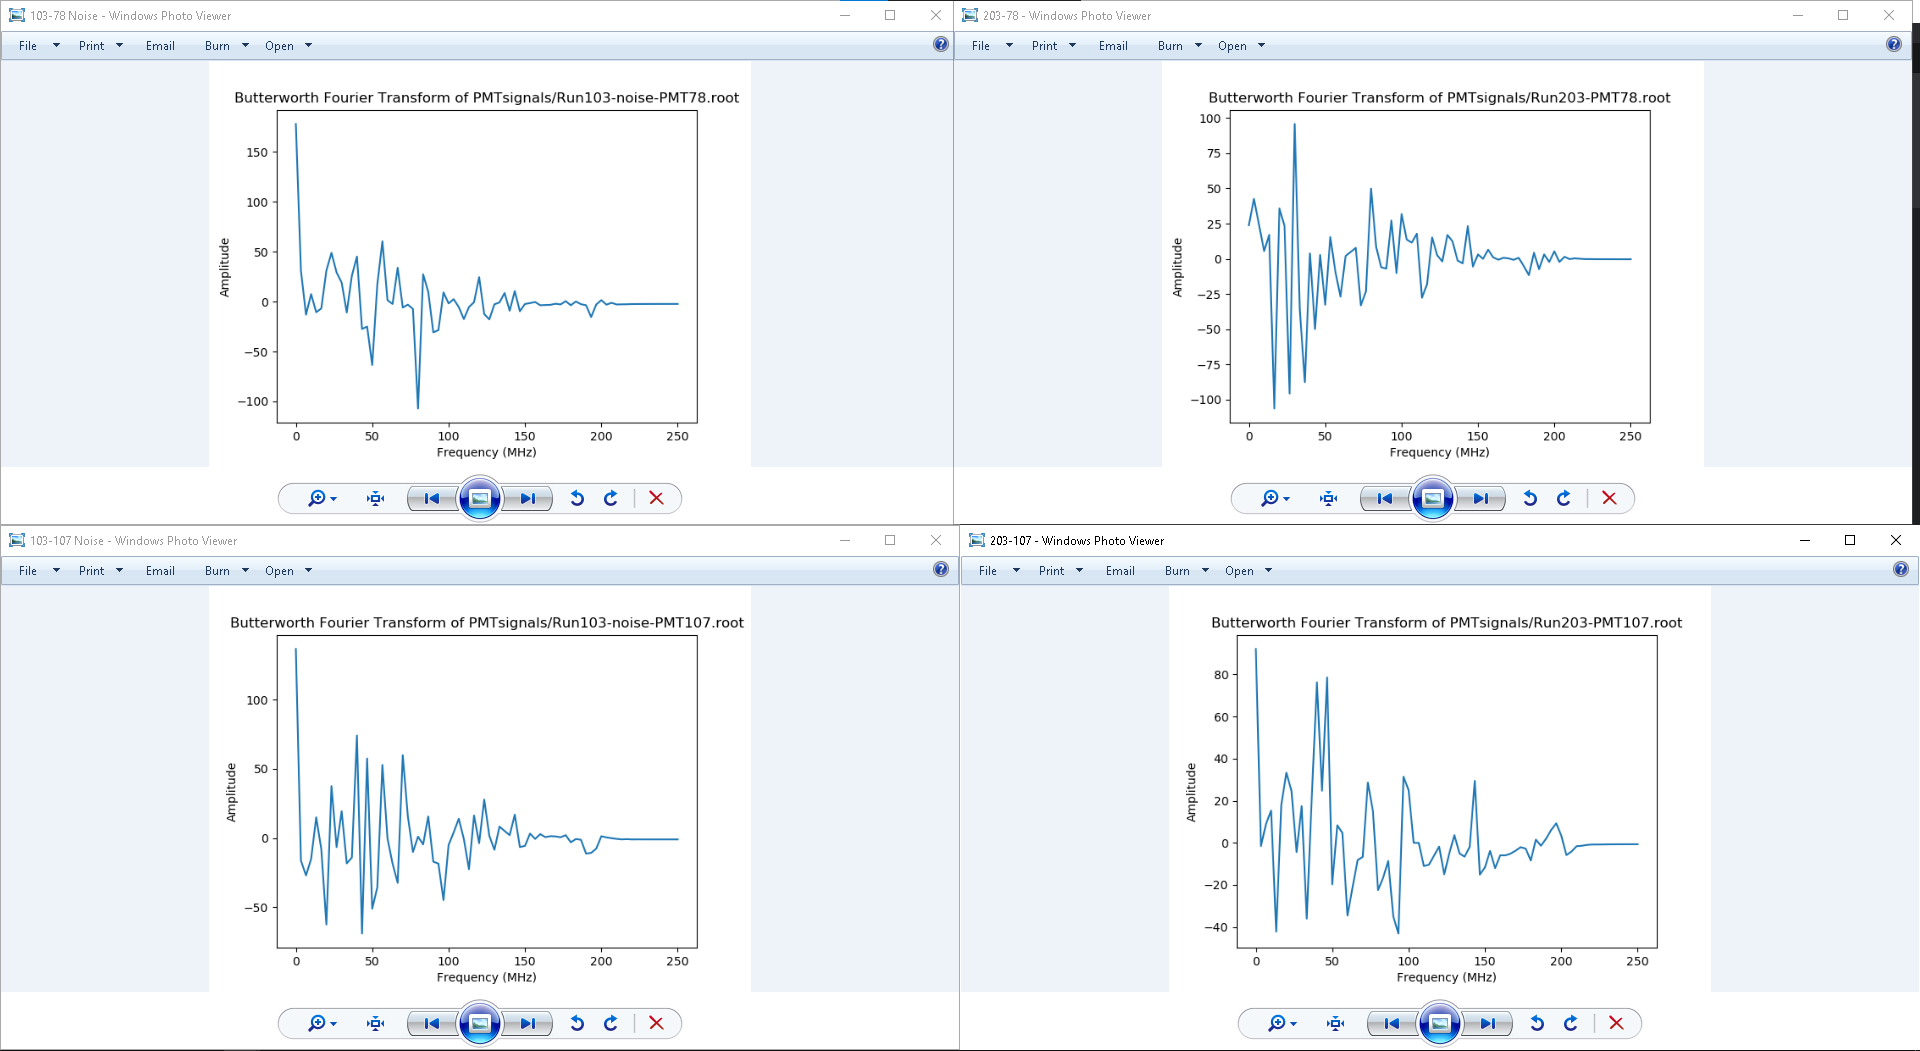 103-78 Noise - Windows Photo Viewer
File Print Email Burn Open
Butterworth Fourier Transform of PMTsignals/Run103-noise-PMT78.root
Amplitude
150
100
50
0
−50
−100
0 50 100 150 200 250
Frequency (MHz)
203-78 - Windows Photo Viewer
File Print Email Burn Open
Butterworth Fourier Transform of PMTsignals/Run203-PMT78.root
Amplitude
100
75
50
25
0
−25
−50
−75
−100
0 50 100 150 200 250
Frequency (MHz)
103-107 Noise - Windows Photo Viewer
File Print Email Burn Open
Butterworth Fourier Transform of PMTsignals/Run103-noise-PMT107.root
Amplitude
100
50
0
−50
0 50 100 150 200 250
Frequency (MHz)
203-107 - Windows Photo Viewer
File Print Email Burn Open
Butterworth Fourier Transform of PMTsignals/Run203-PMT107.root
Amplitude
80
60
40
20
0
−20
−40
0 50 100 150 200 250
Frequency (MHz)